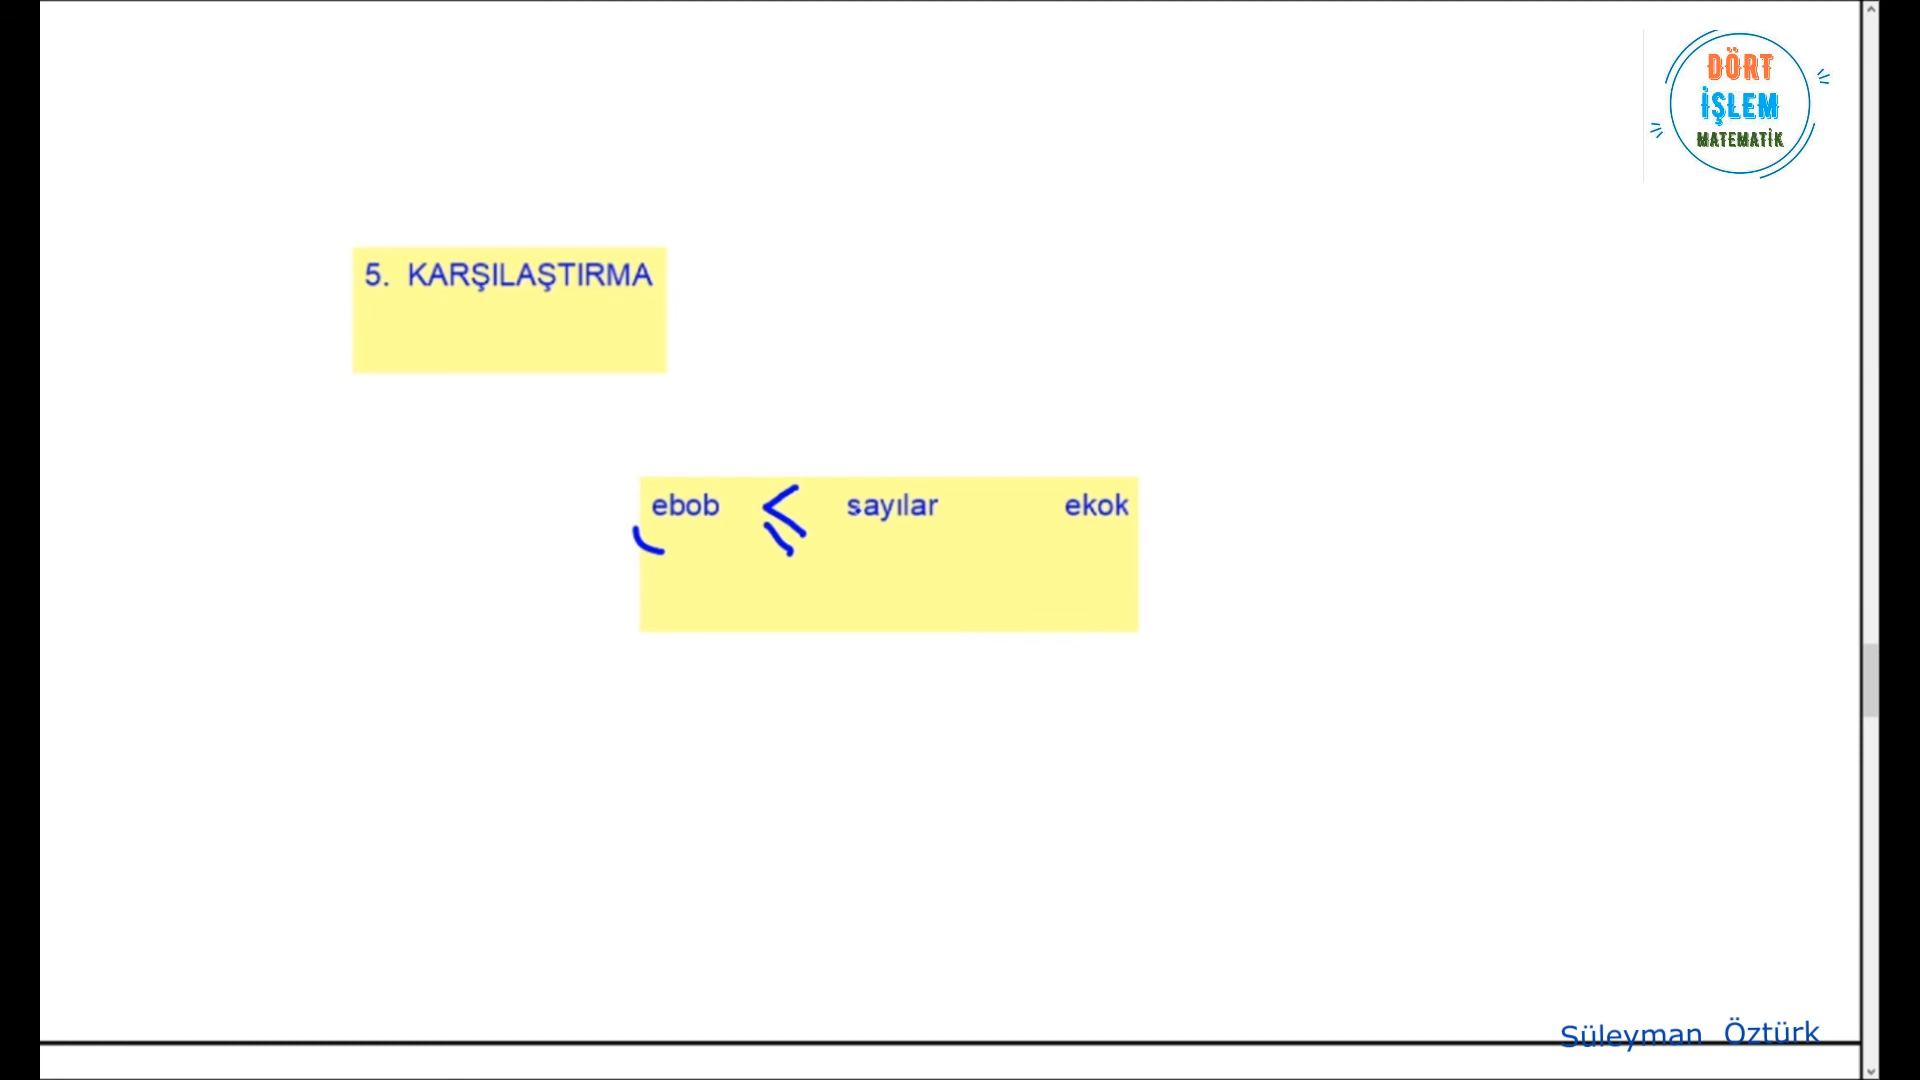 DÖRT
İŞLEM
MATEMATİK
5. KARŞILAŞTIRMA
ebob ≤ sayılar ekok
Süleyman Öztürk